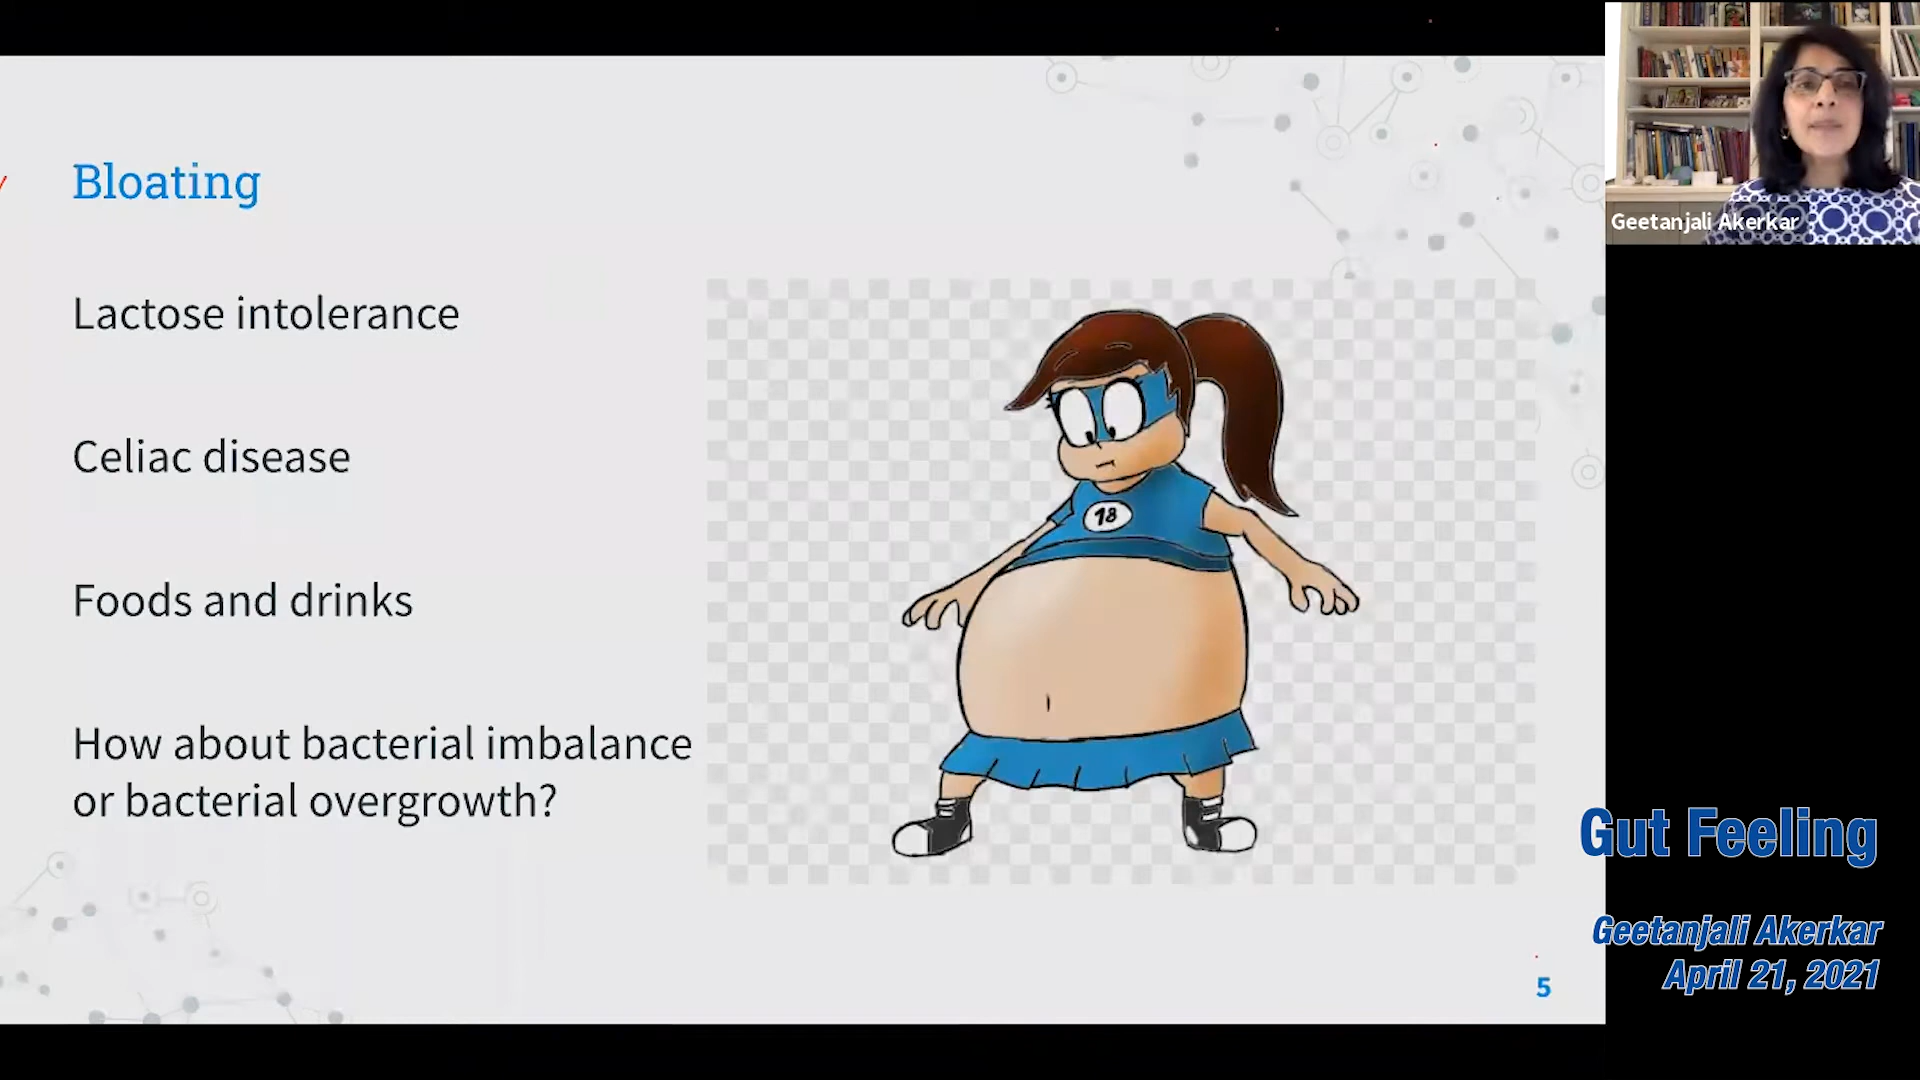 Bloating
Lactose intolerance
Celiac disease
Foods and drinks
How about bacterial imbalance
or bacterial overgrowth?
18
5
Geetanjali Akerkar
Gut Feeling
Geetanjali Akerkar
April 21, 2021